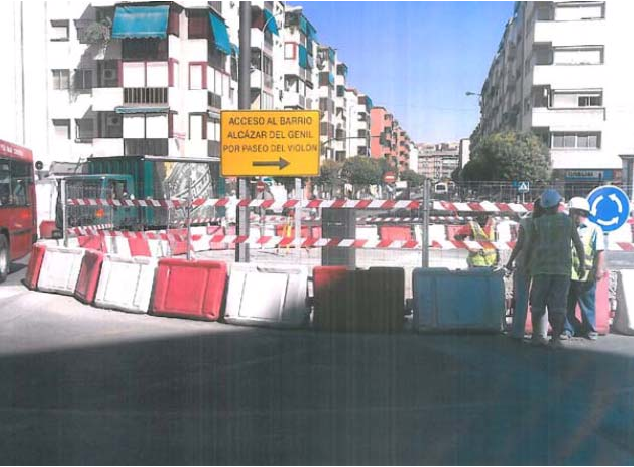 ACCESO AL BARRIO
ALCÁZAR DEL GENIL
POR PASEO DEL VIOLÓN